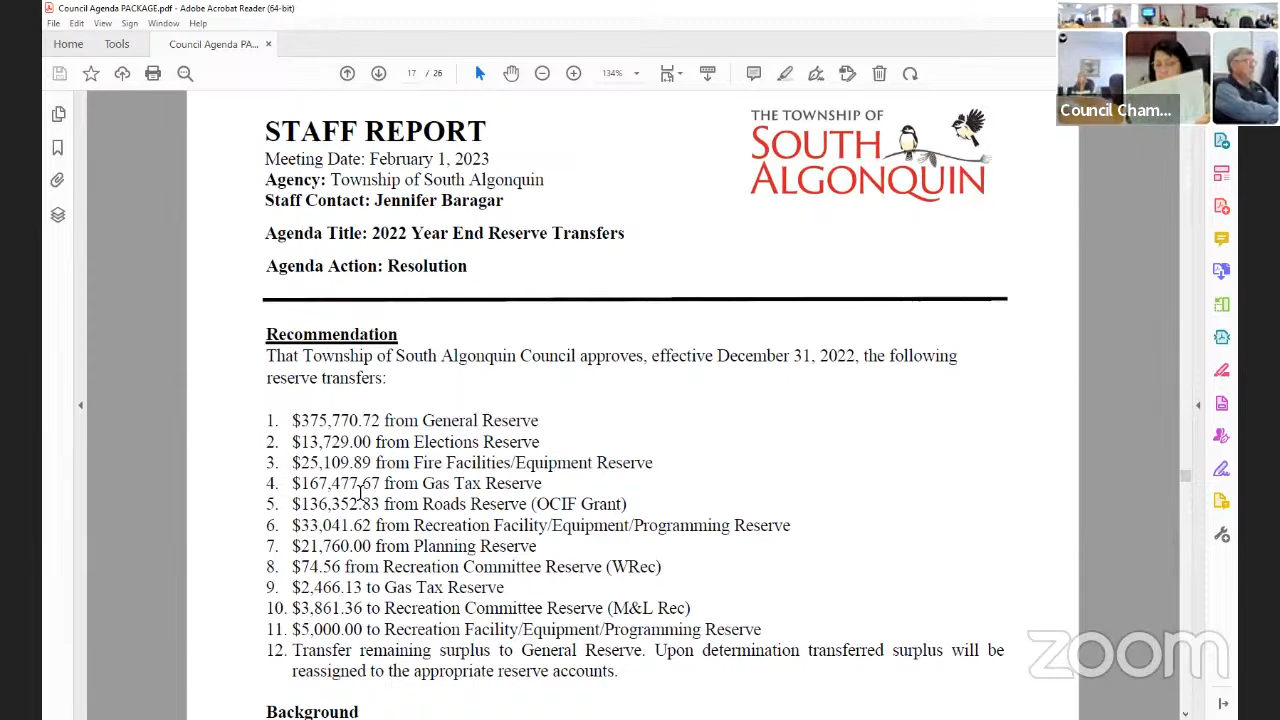 Council Agenda PACKAGE.pdf - Adobe Acrobat Reader (64-bit)
File Edit View Sign Window Help
Home Tools Council Agenda PA... ×
17 / 26 134%
Council Cham...
STAFF REPORT
Meeting Date: February 1, 2023
Agency: Township of South Algonquin
Staff Contact: Jennifer Baragar
Agenda Title: 2022 Year End Reserve Transfers
Agenda Action: Resolution
THE TOWNSHIP OF
SOUTH
ALGONQUIN
Recommendation
That Township of South Algonquin Council approves, effective December 31, 2022, the following
reserve transfers:
1. $375,770.72 from General Reserve
2. $13,729.00 from Elections Reserve
3. $25,109.89 from Fire Facilities/Equipment Reserve
4. $167,477.67 from Gas Tax Reserve
5. $136,352.83 from Roads Reserve (OCIF Grant)
6. $33,041.62 from Recreation Facility/Equipment/Programming Reserve
7. $21,760.00 from Planning Reserve
8. $74.56 from Recreation Committee Reserve (WRec)
9. $2,466.13 to Gas Tax Reserve
10. $3,861.36 to Recreation Committee Reserve (M&L Rec)
11. $5,000.00 to Recreation Facility/Equipment/Programming Reserve
12. Transfer remaining surplus to General Reserve. Upon determination transferred surplus will be
reassigned to the appropriate reserve accounts.
Background
zoom